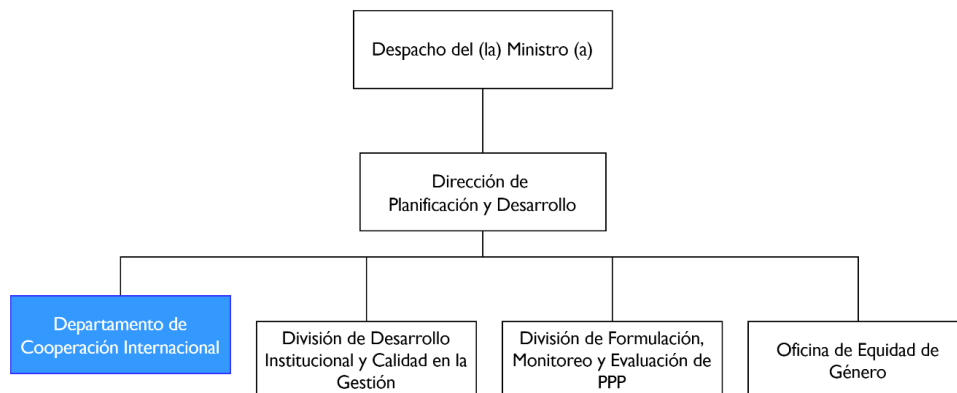 Despacho del (la) Ministro (a)
Dirección de
Planificación y Desarrollo
Departamento de
Cooperación Internacional
División de Desarrollo
Institucional y Calidad en la
Gestión
División de Formulación,
Monitoreo y Evaluación de
PPP
Oficina de Equidad de
Género